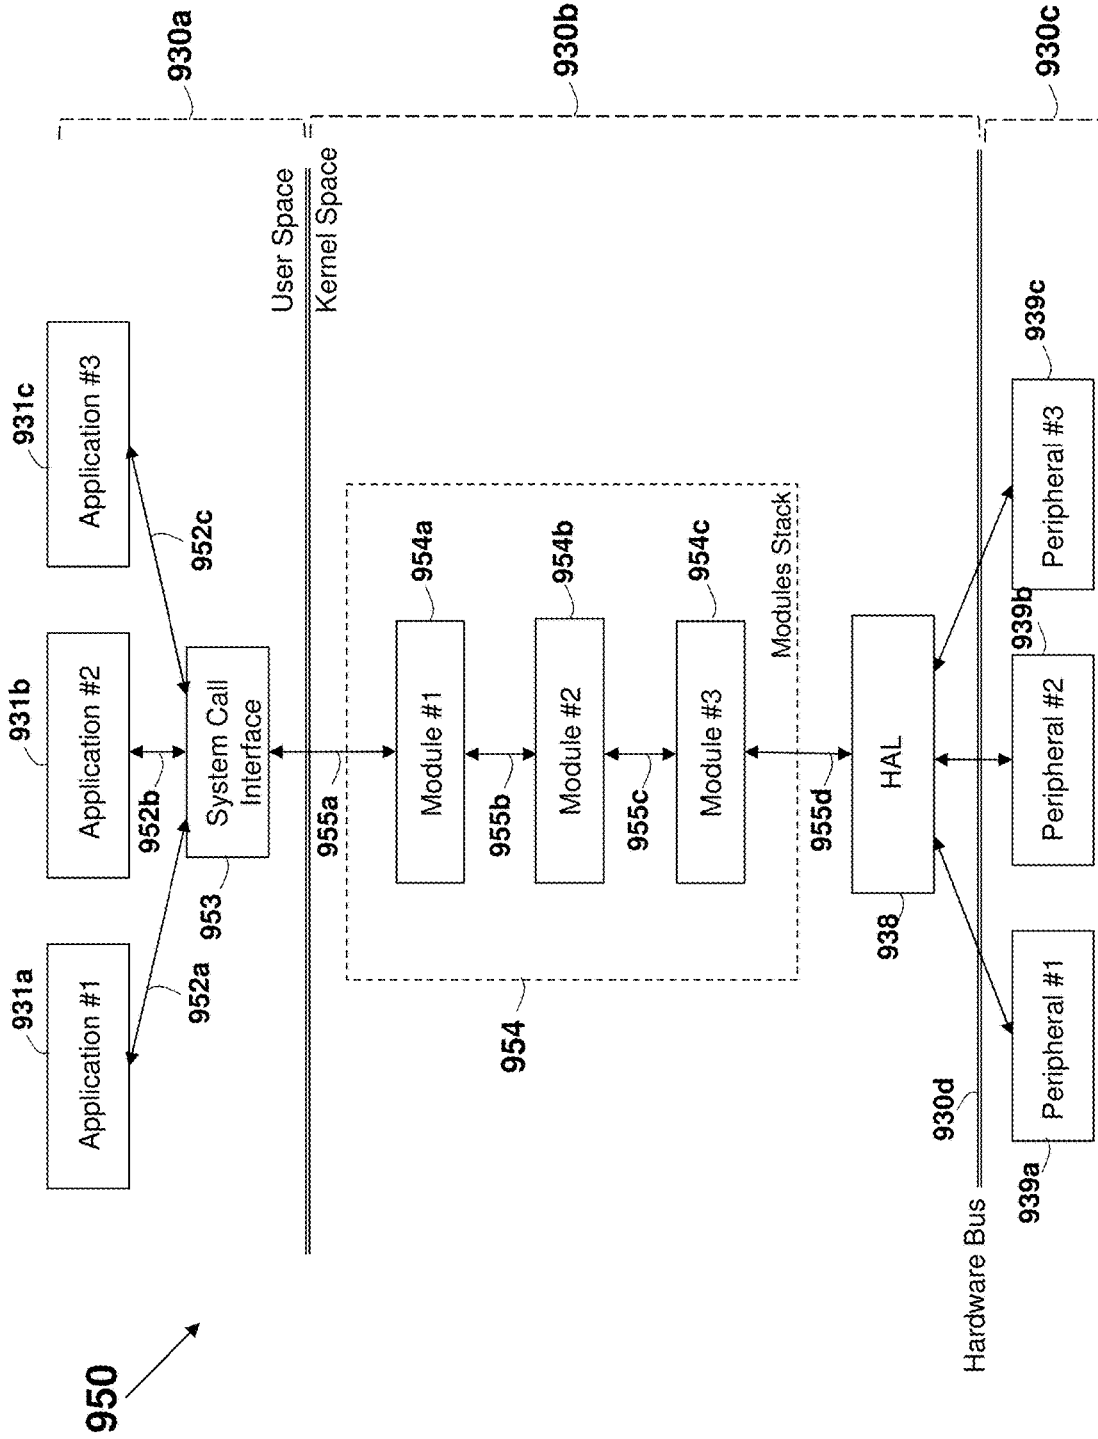 950
931a
Application #1
931b
Application #2
931c
Application #3
930a
952a
952b
952c
953
System Call
Interface
User Space
Kernel Space
955a
930b
954
Module #1
954a
955b
Module #2
954b
955c
Module #3
954c
Modules Stack
955d
938
HAL
Hardware Bus
930d
930c
939a
Peripheral #1
939b
Peripheral #2
939c
Peripheral #3